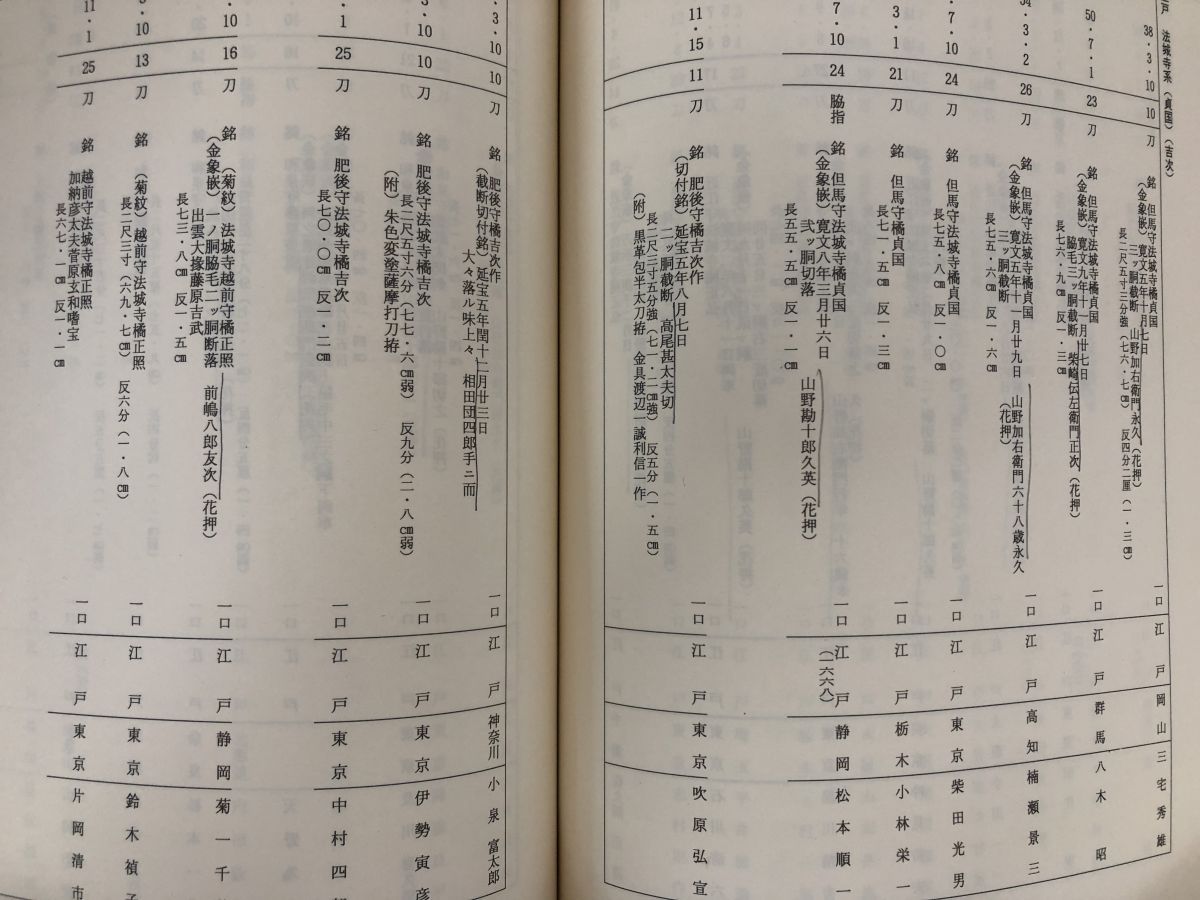 戸 法城寺系(貞国)(吉次)
38・3・10 10 刀 銘 但馬守法城寺橘貞国 一口 江戸 岡山 三宅秀雄
(金象嵌)寛文五年十月七日
三ッ胴截断 山野加右衛門永久(花押)
長二尺五寸三分強(七六・七㎝) 反四分二厘(一・三㎝)
50・7・1 23 刀 銘 但馬守法城寺橘貞国 一口 江戸 群馬 八木昭
(金象嵌)寛文九年十一月廿七日
脇毛三ッ胴截断 柴﨑伝左衛門正次(花押)
長七六・九㎝ 反一・三㎝
54・3・2 26 刀 銘 但馬守法城寺橘貞国 一口 江戸 高知 楠瀬景三
(金象嵌)寛文五年十一月廿九日 山野加右衛門六十八歳永久
三ッ胴截断 (花押)
長七五・六㎝ 反一・六㎝
・7・10 24 刀 銘 但馬守法城寺橘貞国 一口 江戸 東京 柴田光男
長七五・八㎝ 反一・〇㎝
・3・1 21 刀 銘 但馬守橘貞国 一口 江戸 栃木 小林栄一
長七一・五㎝ 反一・三㎝
7・10 24 脇指 銘 但馬守法城寺橘貞国 一口 江戸 静岡 松本順一
(金象嵌)寛文八年三月廿六日 山野勘十郎久英(花押) (一六六八)
弐ッ胴切落
長五五・五㎝ 反一・一㎝
11・15 11 刀 銘 肥後守橘吉次作 一口 江戸 東京 吹原弘宣
(切付銘)延宝五年八月七日
二ッ胴截断 高尾甚太夫切
長二尺三寸五分強(七一・二㎝強) 反五分(一・五㎝)
(附)黒革包半太刀拵 金具渡辺一誠利信一作
・3・10 10 刀 銘 肥後守橘吉次作 一口 江戸 神奈川 小泉富太郎
(截断切付銘)延宝五年閏十二月廿三日
大々落ル味上々 相田団四郎手ニ而
3・10 10 刀 銘 肥後守法城寺橘吉次 一口 江戸 東京 伊勢寅彦
長二尺五寸六分(七七・六㎝弱) 反九分(二・八㎝弱)
(附)朱色変塗薩摩打刀拵
・1 25 刀 銘 肥後守法城寺橘吉次 一口 江戸 東京 中村四
長七〇・〇㎝ 反一・二㎝
・10 16 刀 銘 (菊紋)法城寺越前守橘正照 一口 江戸 静岡 菊一千
(金象嵌)一ノ胴脇毛二ッ胴断落 前嶋八郎友次(花押)
出雲大掾藤原吉武
長七三・八㎝ 反一・五㎝
・10 13 刀 銘 (菊紋)越前守法城寺橘正照 一口 江戸 東京 鈴木禎子
長二尺三寸(六九・七㎝) 反六分(一・八㎝)
11・1 25 刀 銘 越前守法城寺橘正照 一口 江戸 東京 片岡清市
加納彦太夫菅原玄和嗜宝
長六七・一㎝ 反一・一㎝